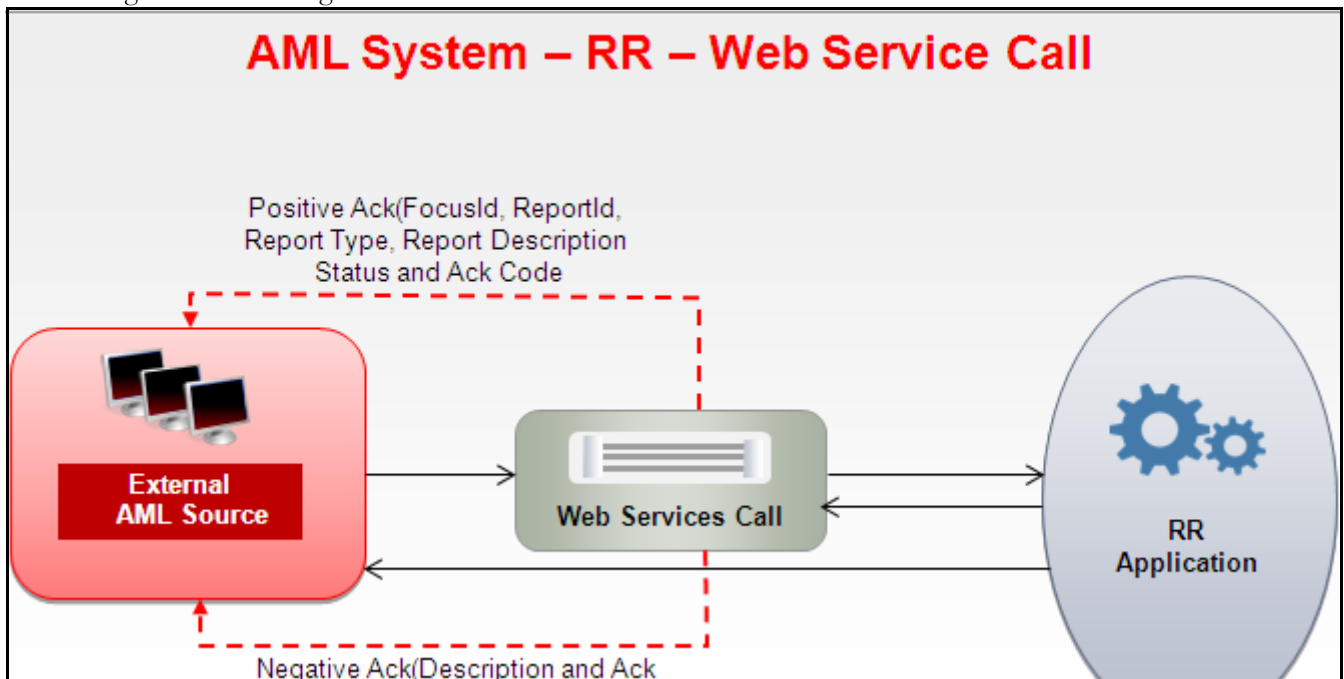 AML System – RR – Web Service Call
Positive Ack(FocusId, ReportId,
Report Type, Report Description
Status and Ack Code
External
AML Source
Web Services Call
RR
Application
Negative Ack(Description and Ack